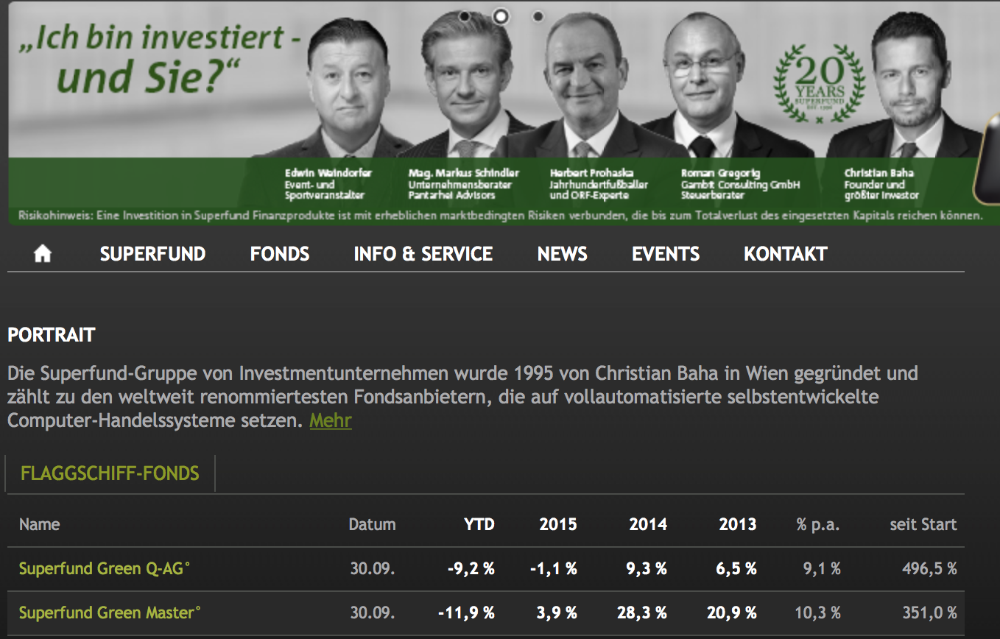 „Ich bin investiert -
und Sie?“
20
YEARS
SUPERFUND
EST. 1996
Edwin Weindorfer
Event- und
Sportveranstalter
Mag. Markus Schindler
Unternehmensberater
Pantarhei Advisors
Herbert Prohaska
Jahrhundertfußballer
und ORF-Experte
Roman Gregorig
Gambit Consulting GmbH
Steuerberater
Christian Baha
Founder und
größter Investor
Risikohinweis: Eine Investition in Superfund Finanzprodukte ist mit erheblichen marktbedingten Risiken verbunden, die bis zum Totalverlust des eingesetzten Kapitals reichen können.
SUPERFUND FONDS INFO & SERVICE NEWS EVENTS KONTAKT
PORTRAIT
Die Superfund-Gruppe von Investmentunternehmen wurde 1995 von Christian Baha in Wien gegründet und
zählt zu den weltweit renommiertesten Fondsanbietern, die auf vollautomatisierte selbstentwickelte
Computer-Handelssysteme setzen. Mehr
FLAGGSCHIFF-FONDS
Name Datum YTD 2015 2014 2013 % p.a. seit Start
Superfund Green Q-AG° 30.09. -9,2 % -1,1 % 9,3 % 6,5 % 9,1 % 496,5 %
Superfund Green Master° 30.09. -11,9 % 3,9 % 28,3 % 20,9 % 10,3 % 351,0 %